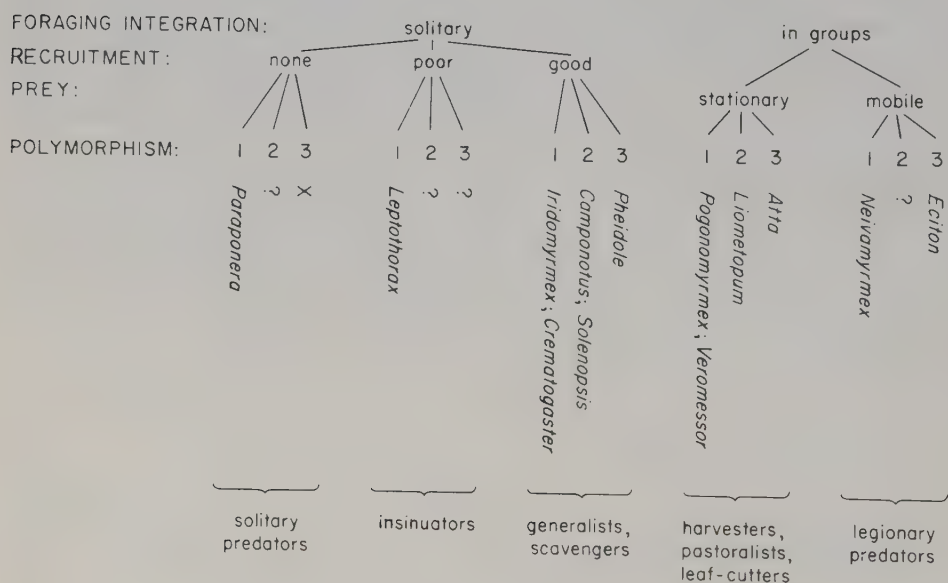 FORAGING INTEGRATION: solitary in groups
RECRUITMENT: none poor good
PREY: stationary mobile
POLYMORPHISM: 1 2 3 1 2 3 1 2 3 1 2 3 1 2 3
Paraponera
?
X
Leptothorax
?
?
Iridomyrmex; Crematogaster
Camponotus; Solenopsis
Pheidole
Pogonomyrmex; Veromessor
Liometopum
Atta
Neivamyrmex
?
Eciton
solitary
predators
insinuators
generalists,
scavengers
harvesters,
pastoralists,
leaf-cutters
legionary
predators